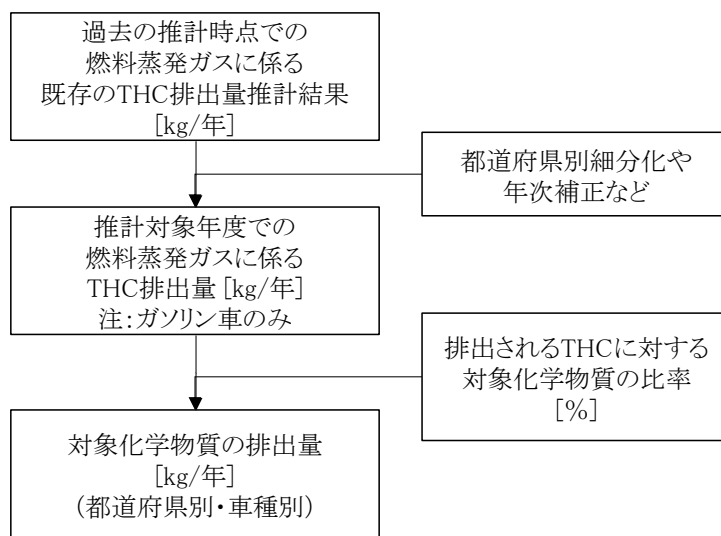 過去の推計時点での
燃料蒸発ガスに係る
既存のTHC排出量推計結果
[kg/年]
都道府県別細分化や
年次補正など
推計対象年度での
燃料蒸発ガスに係る
THC排出量 [kg/年]
注:ガソリン車のみ
排出されるTHCに対する
対象化学物質の比率
[%]
対象化学物質の排出量
[kg/年]
(都道府県別・車種別)